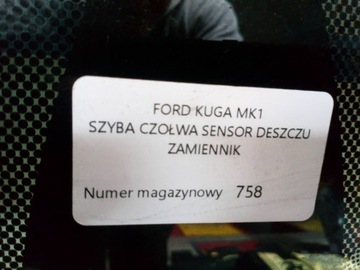 FORD KUGA MK1
SZYBA CZOŁWA SENSOR DESZCZU
ZAMIENNIK
Numer magazynowy 758